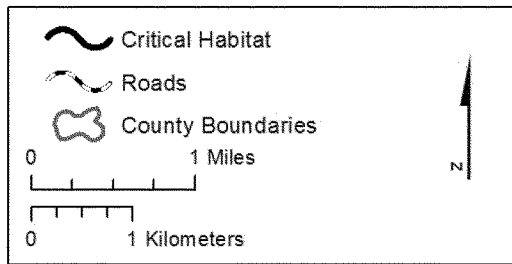 Critical Habitat
Roads
County Boundaries
0 1 Miles
0 1 Kilometers
N